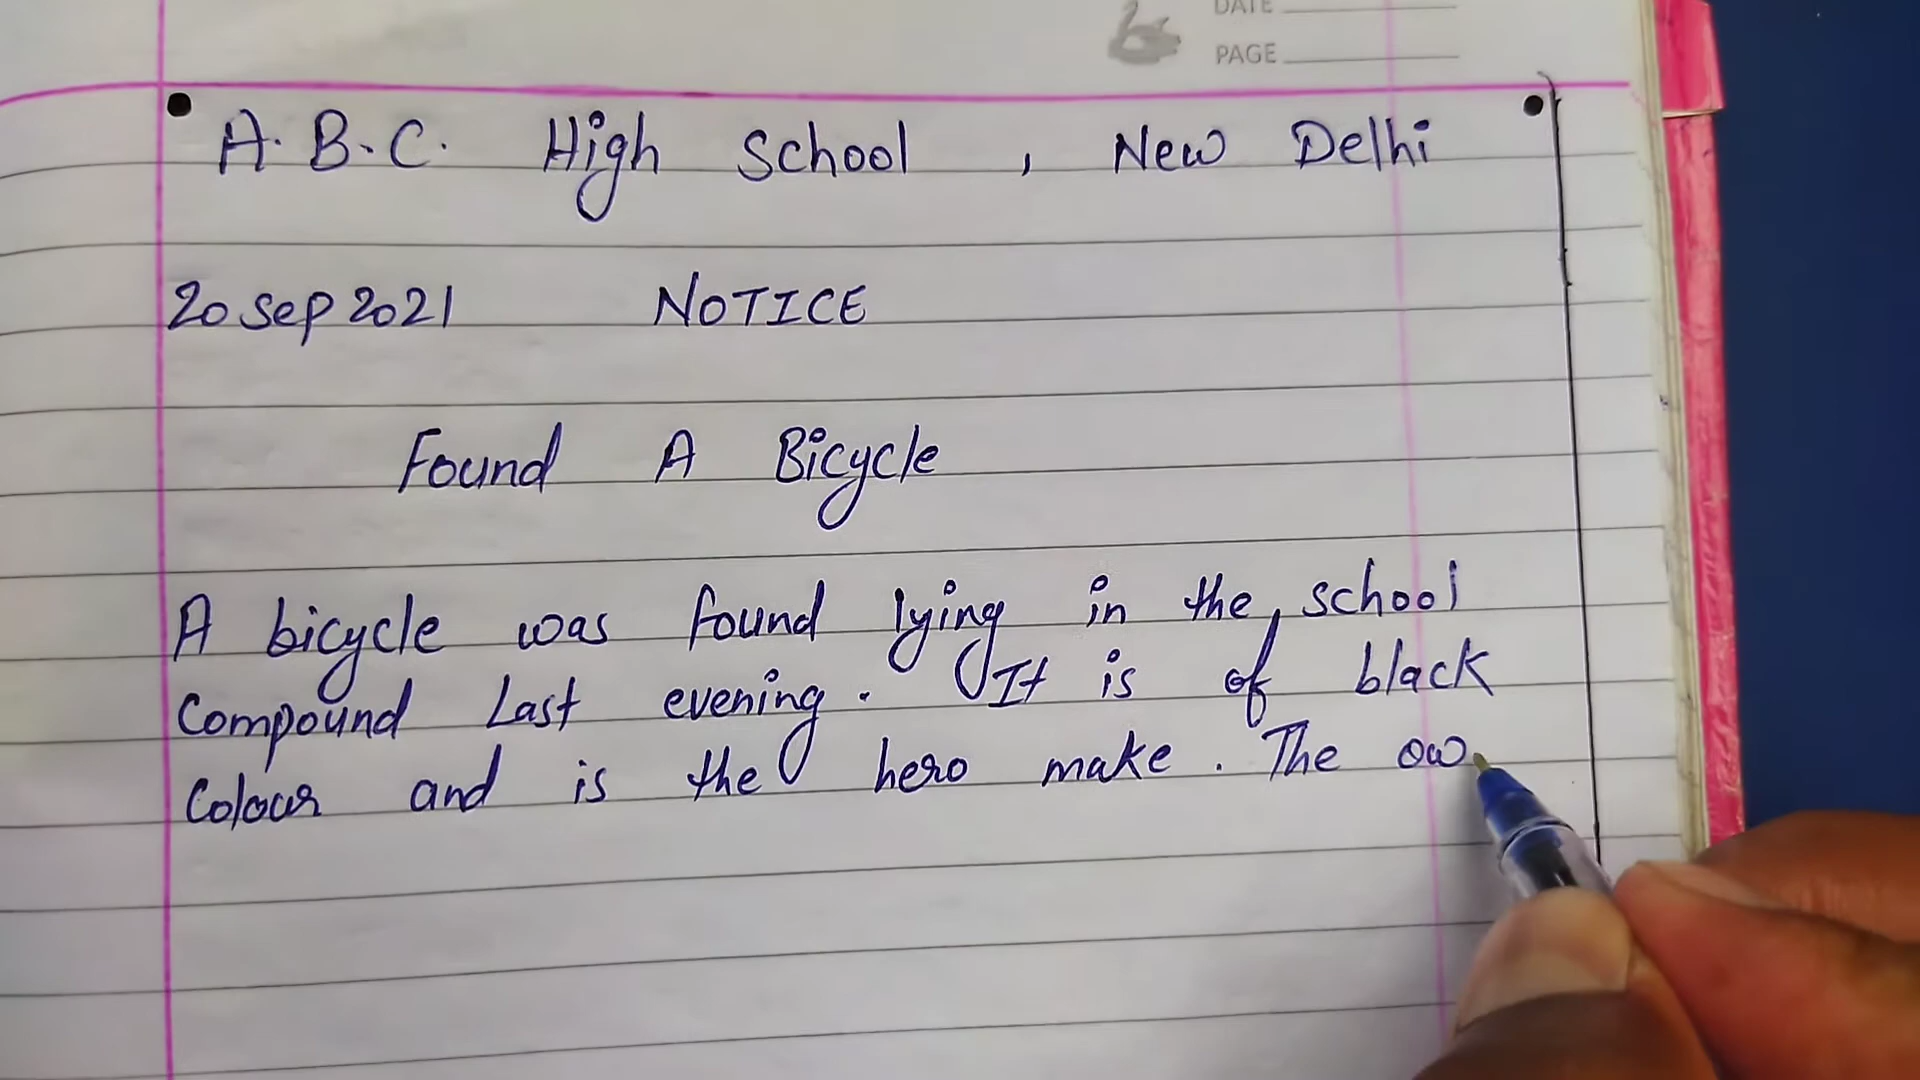 DATE
PAGE
A. B. C. High School , New Delhi
20 Sep 2021 NOTICE
Found A Bicycle
A bicycle was found lying in the school
Compound Last evening. It is of black
Colour and is the hero make. The ow